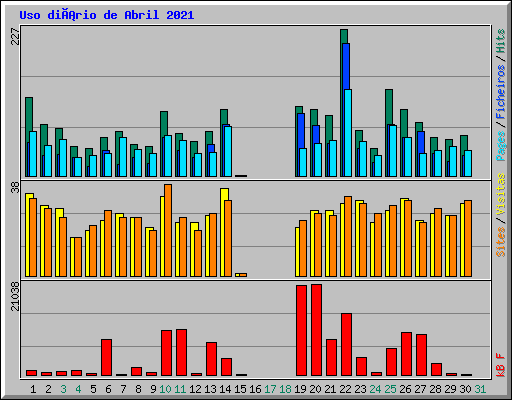 Uso diÃ¡rio de Abril 2021
227
38
21038
Pages / Ficheiros / Hits
Sites / Visitas
kB F
1 2 3 4 5 6 7 8 9 10 11 12 13 14 15 16 17 18 19 20 21 22 23 24 25 26 27 28 29 30 31